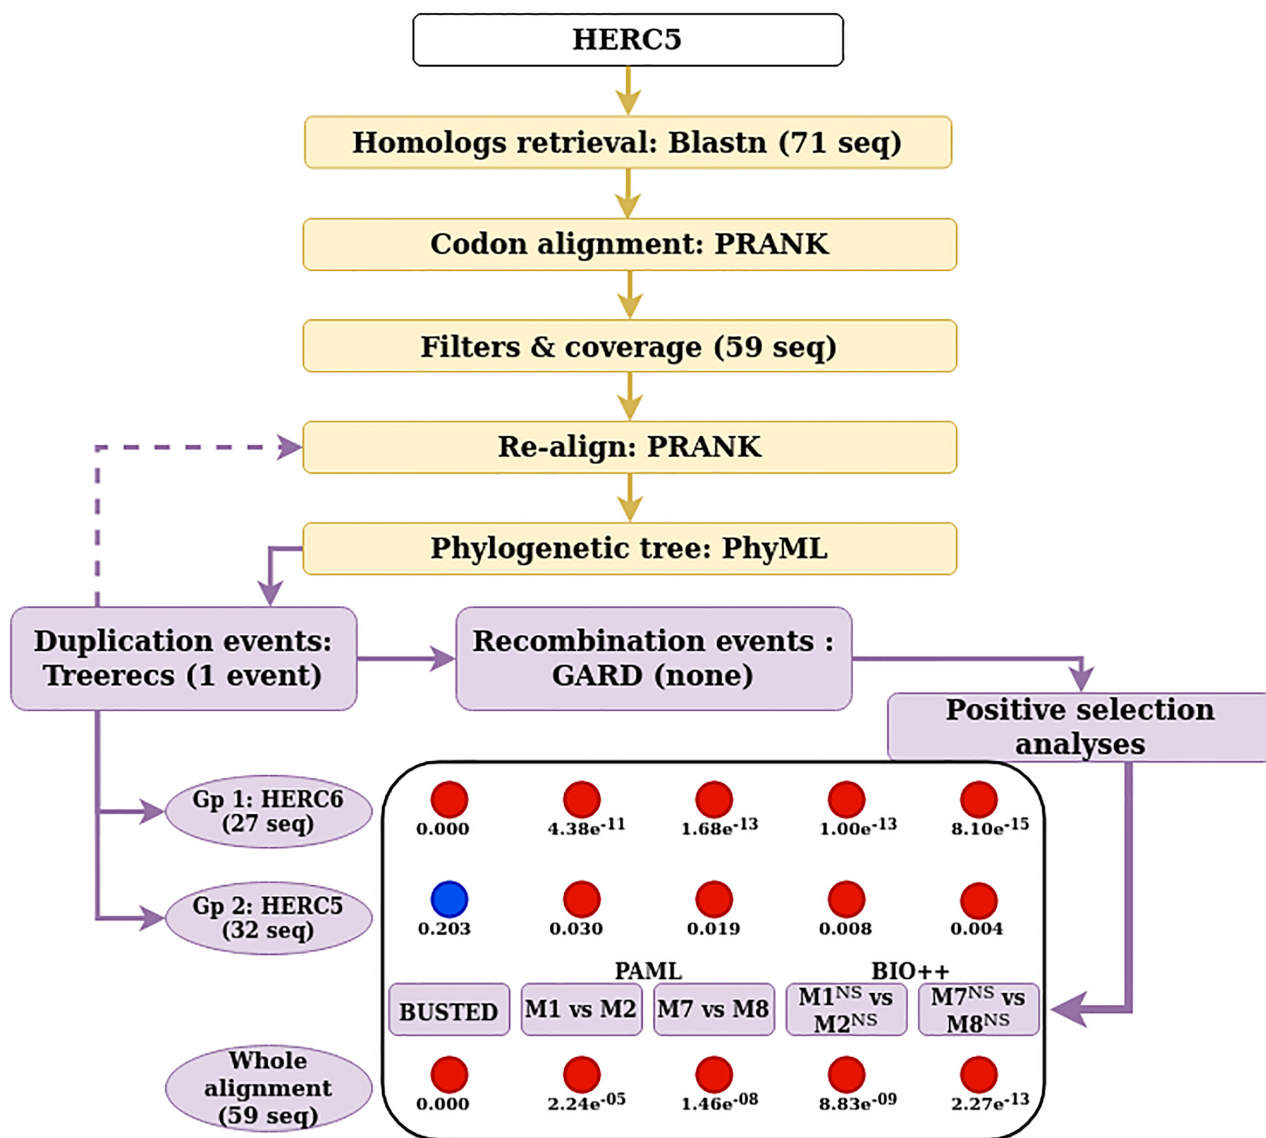 HERC5
Homologs retrieval: Blastn (71 seq)
Codon alignment: PRANK
Filters & coverage (59 seq)
Re-align: PRANK
Phylogenetic tree: PhyML
Duplication events:
Treerecs (1 event)
Recombination events :
GARD (none)
Positive selection
analyses
Gp 1: HERC6
(27 seq)
0.000 4.38e-11 1.68e-13 1.00e-13 8.10e-15
Gp 2: HERC5
(32 seq)
0.203 0.030 0.019 0.008 0.004
PAML BIO++
BUSTED
M1 vs M2
M7 vs M8
M1NS vs
M2NS
M7NS vs
M8NS
Whole
alignment
(59 seq)
0.000 2.24e-05 1.46e-08 8.83e-09 2.27e-13